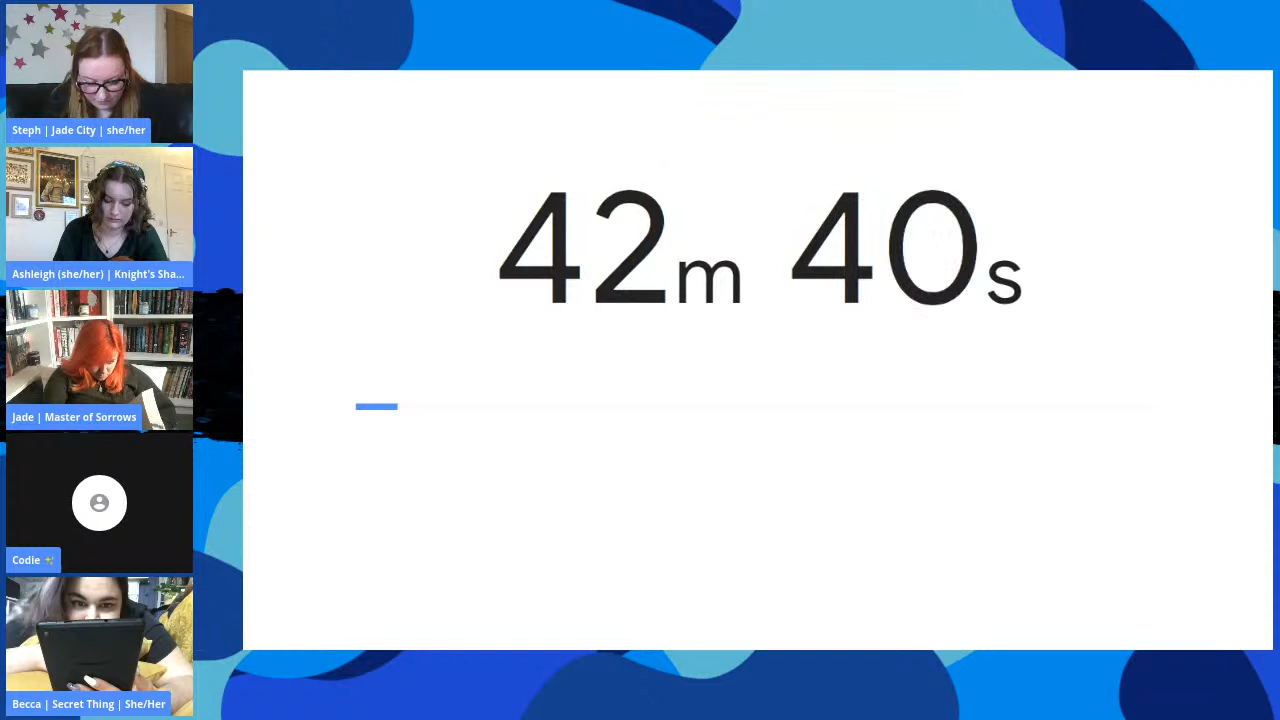 Steph | Jade City | she/her
42m 40s
Ashleigh (she/her) | Knight's Sha...
Jade | Master of Sorrows
Codie ✨
Becca | Secret Thing | She/Her